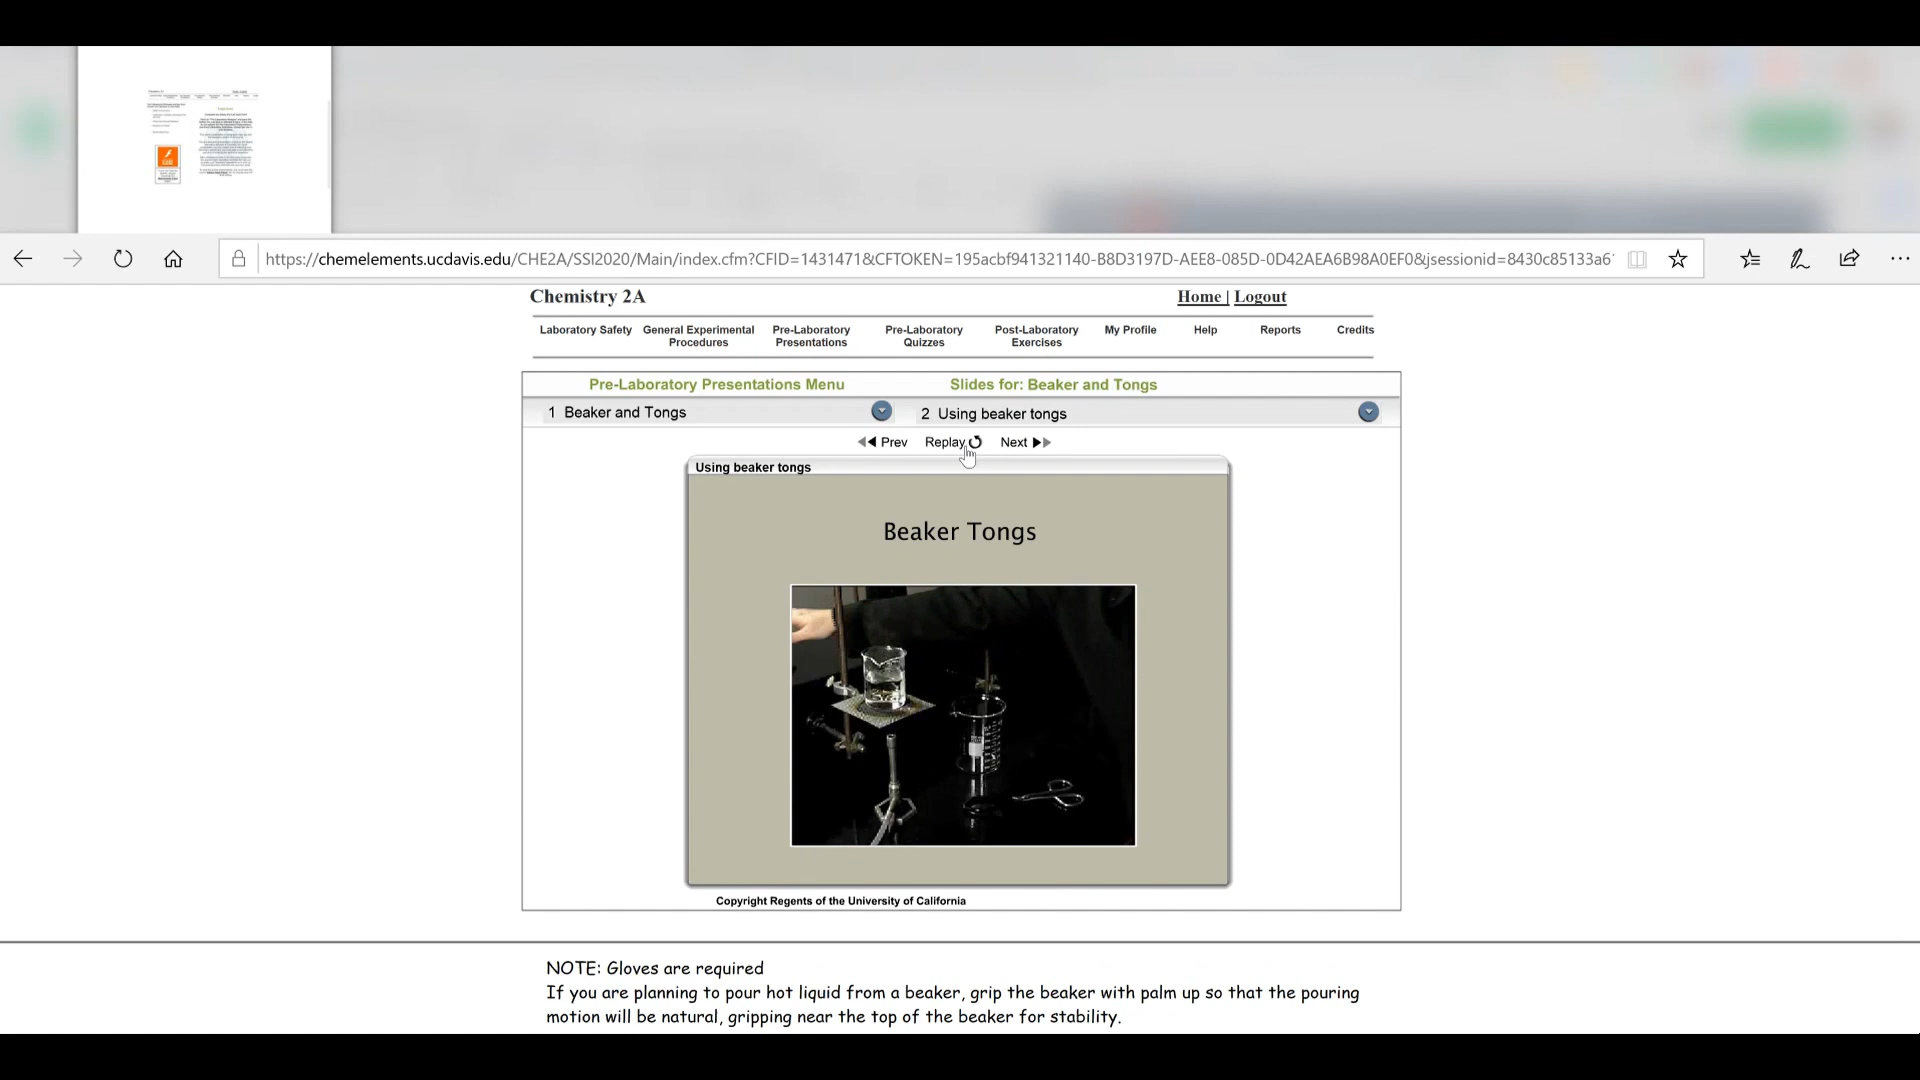 https://chemelements.ucdavis.edu/CHE2A/SSI2020/Main/index.cfm?CFID=1431471&CFTOKEN=195acbf941321140-B8D3197D-AEE8-085D-0D42AEA6B98A0EF0&jsessionid=8430c85133a6
Chemistry 2A Home | Logout
Laboratory Safety General Experimental Procedures Pre-Laboratory Presentations Pre-Laboratory Quizzes Post-Laboratory Exercises My Profile Help Reports Credits
Pre-Laboratory Presentations Menu Slides for: Beaker and Tongs
1 Beaker and Tongs 2 Using beaker tongs
Prev Replay Next
Using beaker tongs
Beaker Tongs
Copyright Regents of the University of California
NOTE: Gloves are required
If you are planning to pour hot liquid from a beaker, grip the beaker with palm up so that the pouring
motion will be natural, gripping near the top of the beaker for stability.